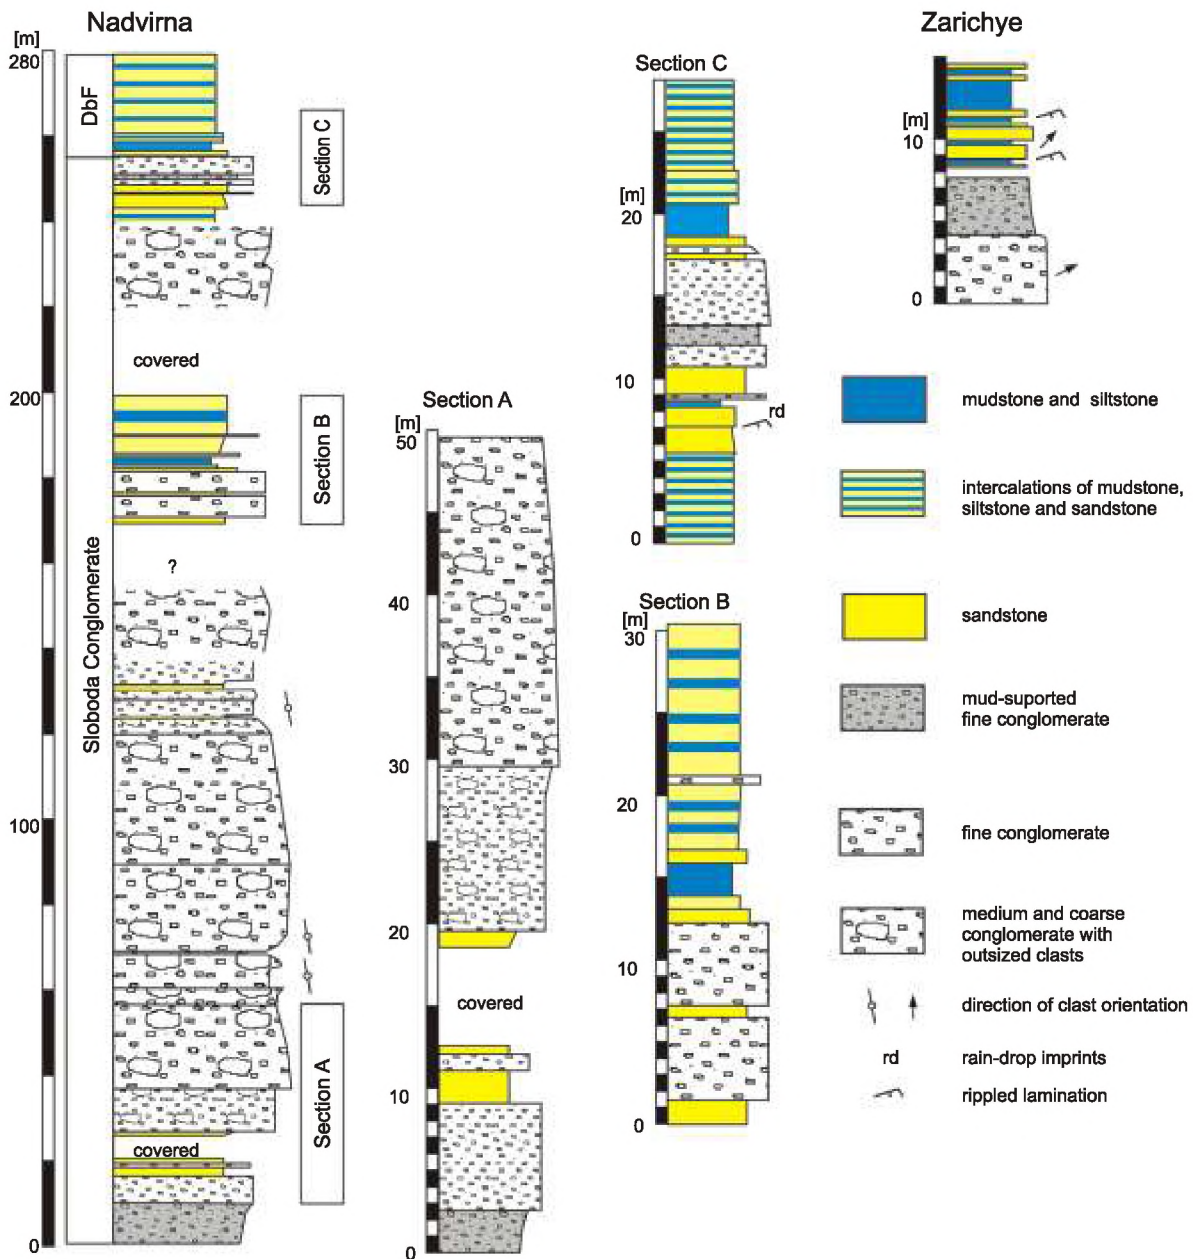 Nadvirna
[m]
280
200
100
0
DbF
Sloboda Conglomerate
covered
?
covered
Section C
Section B
Section A
Section A
[m]
50
40
30
20
10
0
covered
Section C
[m]
20
10
0
rd
Section B
[m]
30
20
10
0
Zarichye
[m]
10
0
mudstone and siltstone
intercalations of mudstone,
siltstone and sandstone
sandstone
mud-suported
fine conglomerate
fine conglomerate
medium and coarse
conglomerate with
outsized clasts
direction of clast orientation
rd rain-drop imprints
rippled lamination